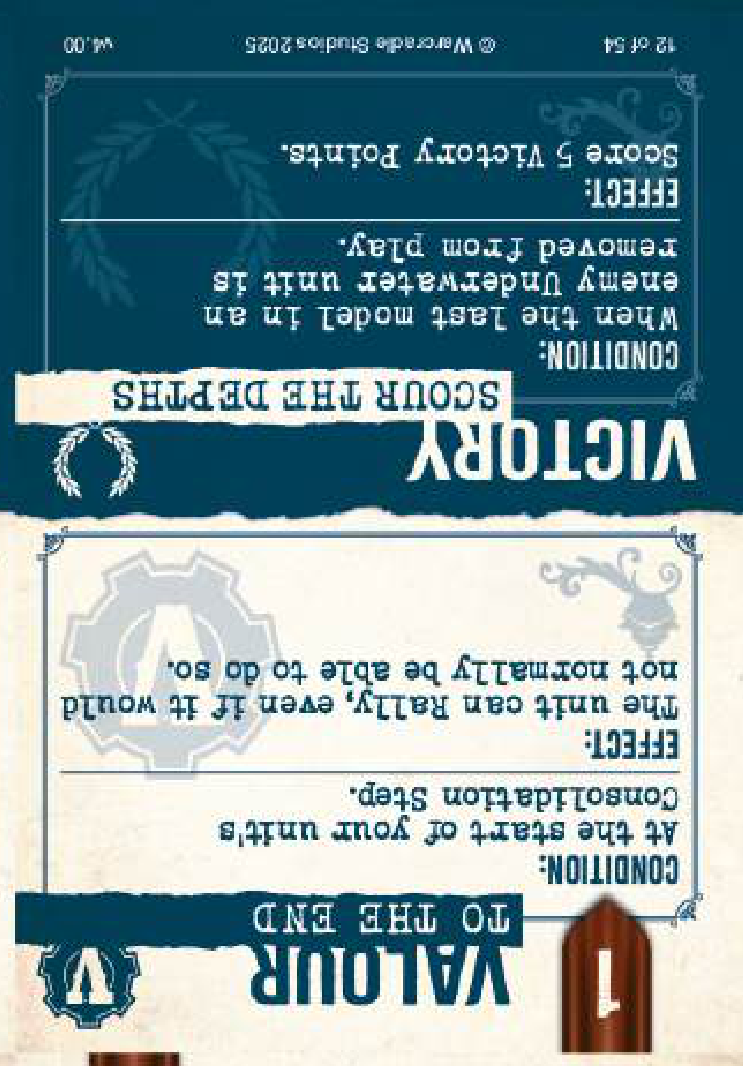 1
VALOUR
TO THE END
CONDITION:
At the start of your unit's
Consolidation Step.
EFFECT:
The unit can Rally, even if it would
not normally be able to do so.
VICTORY
SCOUR THE DEPTHS
CONDITION:
When the last model in an
enemy Underwater unit is
removed from play.
EFFECT:
Score 5 Victory Points.
12 of 54
© Warcradle Studios 2025
v4.00